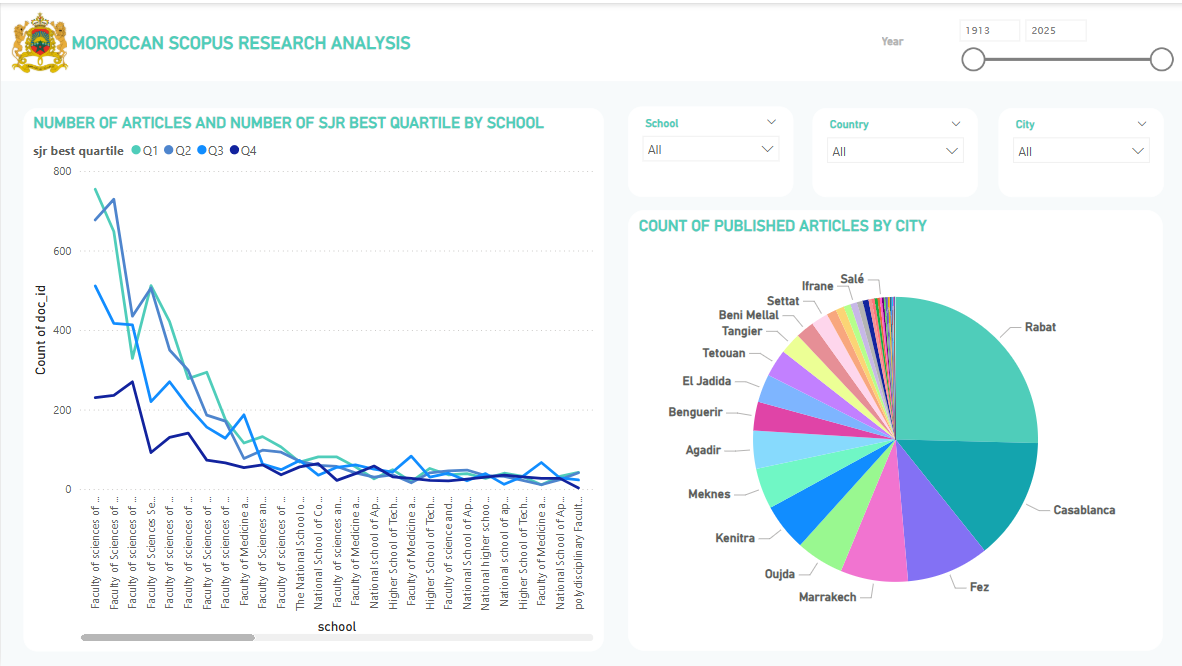 MOROCCAN SCOPUS RESEARCH ANALYSIS
Year
1913
2025
NUMBER OF ARTICLES AND NUMBER OF SJR BEST QUARTILE BY SCHOOL
sjr best quartile Q1 Q2 Q3 Q4
800
600
400
200
0
Count of doc_id
Faculty of sciences of ...
Faculty of Sciences of ...
Faculty of sciences of ...
Faculty of Sciences Se...
Faculty of sciences of ...
Faculty of sciences of ...
Faculty of Sciences of ...
Faculty of sciences of ...
Faculty of Medicine a...
Faculty of Sciences an...
Faculty of sciences of ...
The National School o...
National School of Co...
Faculty of sciences an...
Faculty of Medicine a...
National school of Ap...
Higher School of Tech...
Faculty of Medicine a...
Higher School of Tech...
Faculty of science and...
National School of Ap...
National higher schoo...
National school of ap...
Higher School of Tech...
Faculty of Medicine a...
National School of Ap...
polydisciplinary Facult...
school
School
All
Country
All
City
All
COUNT OF PUBLISHED ARTICLES BY CITY
Salé
Ifrane
Settat
Beni Mellal
Tangier
Tetouan
El Jadida
Benguerir
Agadir
Meknes
Kenitra
Oujda
Marrakech
Fez
Casablanca
Rabat